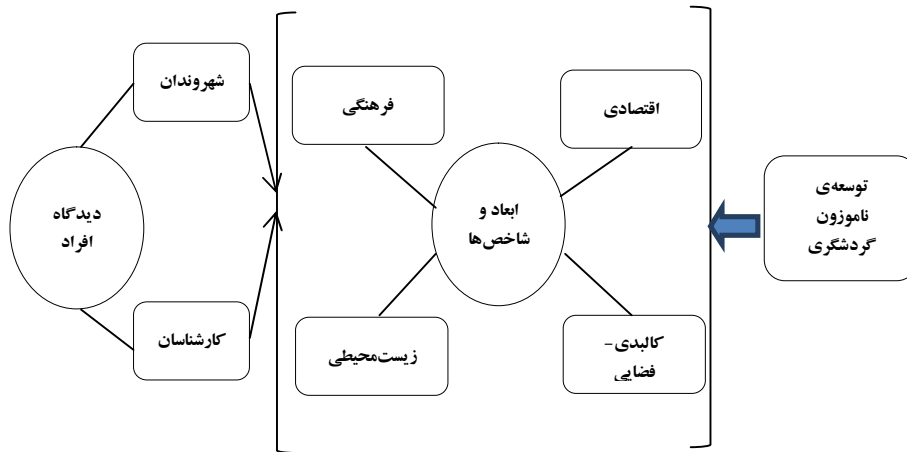 توسعه‌ی
ناموزون
گردشگری
اقتصادی
فرهنگی
ابعاد و
شاخص‌ها
کالبدی-
فضایی
زیست‌محیطی
شهروندان
دیدگاه
افراد
کارشناسان